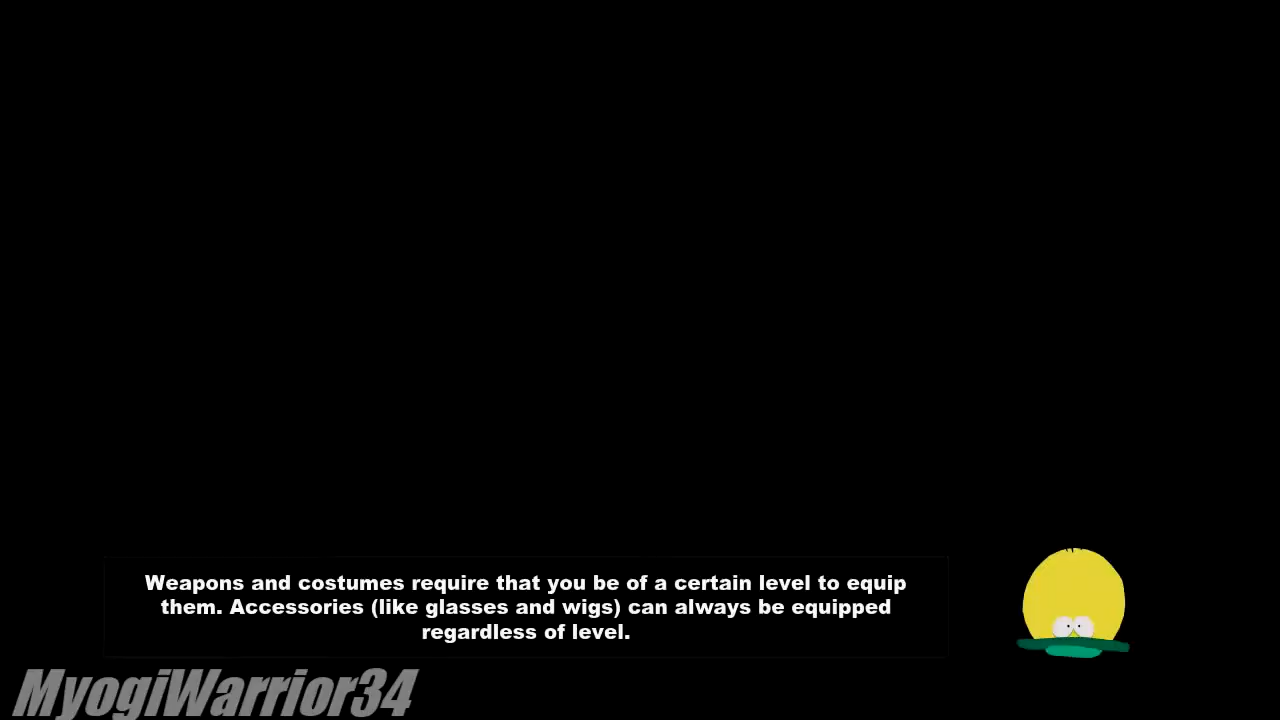 Weapons and costumes require that you be of a certain level to equip
them. Accessories (like glasses and wigs) can always be equipped
regardless of level.
MyogiWarrior34